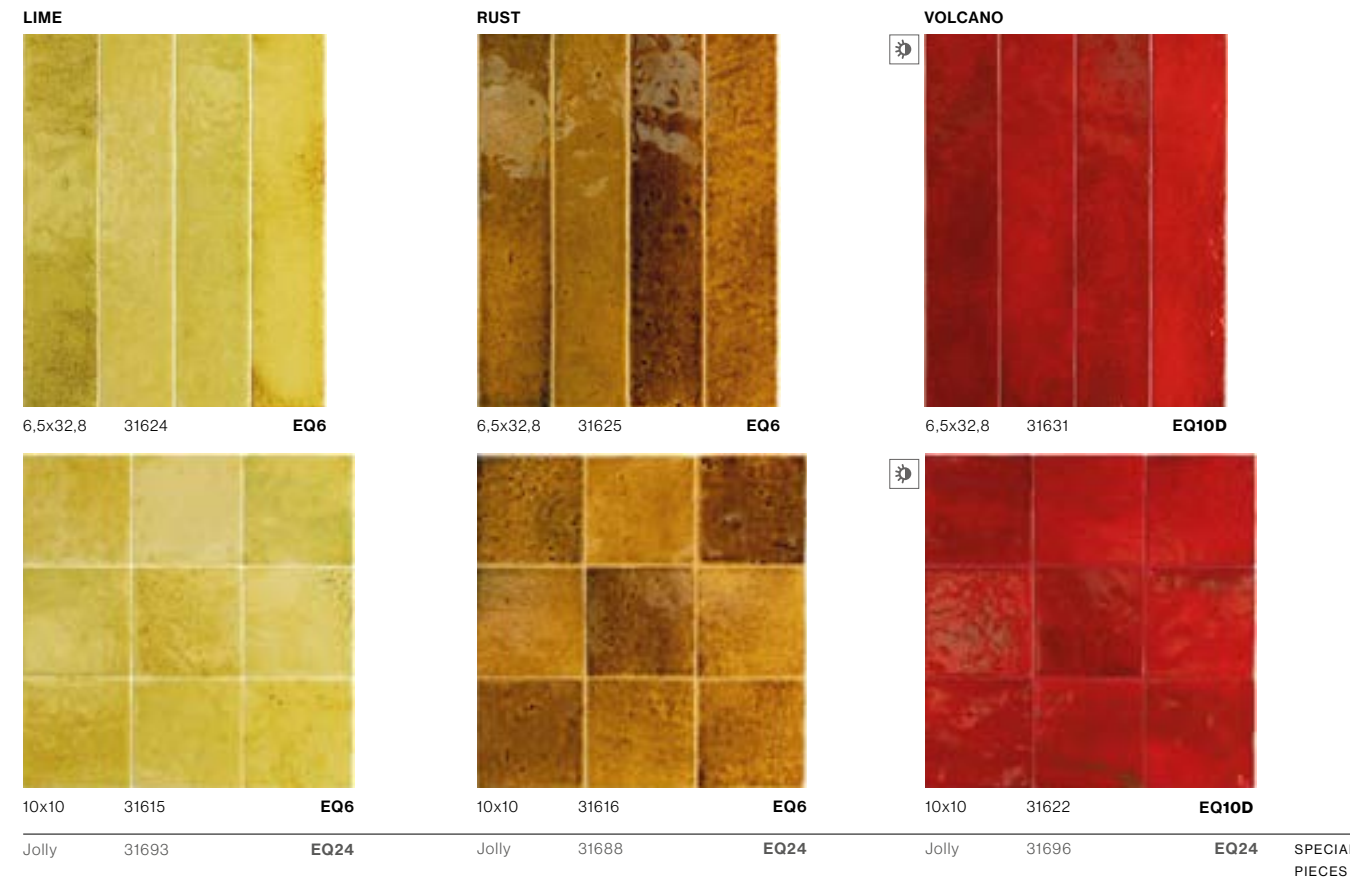 LIME RUST VOLCANO
6,5x32,8 31624 EQ6 6,5x32,8 31625 EQ6 6,5x32,8 31631 EQ10D
10x10 31615 EQ6 10x10 31616 EQ6 10x10 31622 EQ10D
Jolly 31693 EQ24 Jolly 31688 EQ24 Jolly 31696 EQ24
PIECES